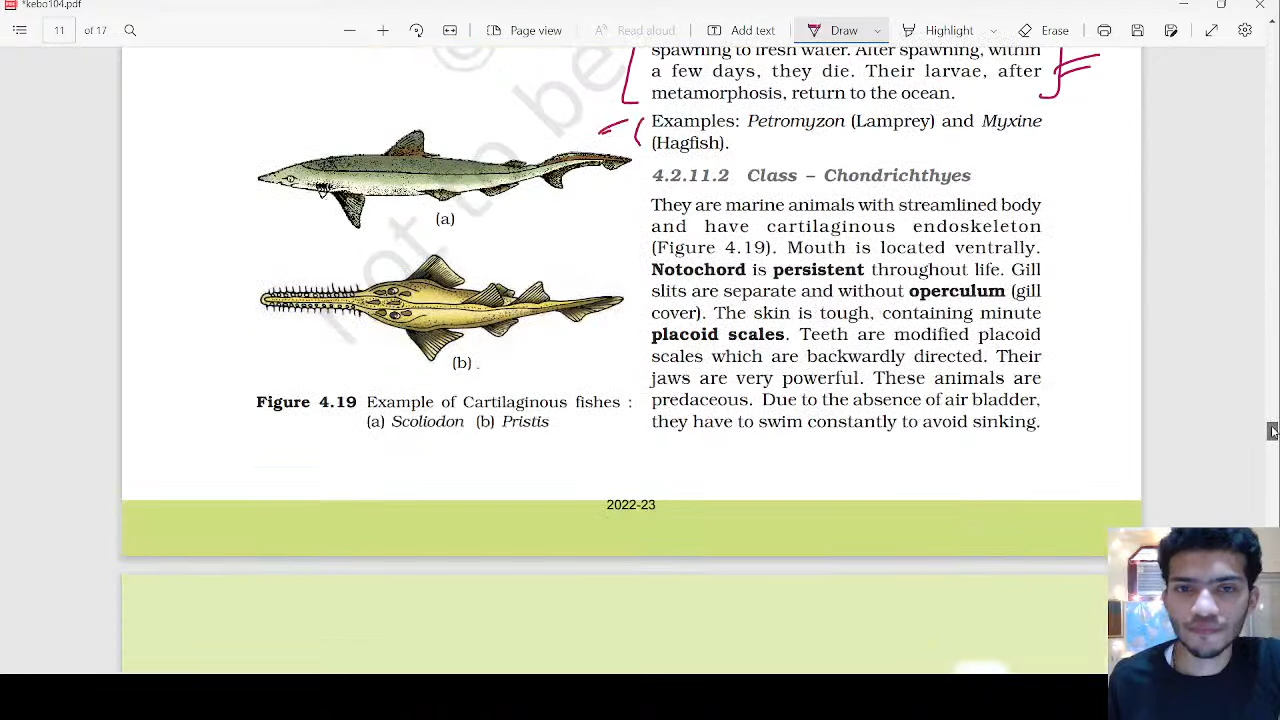 *kebo104.pdf
11 of 17
Page view
Read aloud
Add text
Draw
Highlight
Erase
spawning to fresh water. After spawning, within
a few days, they die. Their larvae, after
metamorphosis, return to the ocean.
Examples: Petromyzon (Lamprey) and Myxine
(Hagfish).
4.2.11.2 Class – Chondrichthyes
They are marine animals with streamlined body
and have cartilaginous endoskeleton
(Figure 4.19). Mouth is located ventrally.
Notochord is persistent throughout life. Gill
slits are separate and without operculum (gill
cover). The skin is tough, containing minute
placoid scales. Teeth are modified placoid
scales which are backwardly directed. Their
jaws are very powerful. These animals are
predaceous. Due to the absence of air bladder,
they have to swim constantly to avoid sinking.
(a)
(b)
Figure 4.19 Example of Cartilaginous fishes :
(a) Scoliodon (b) Pristis
not to be
©
2022-23